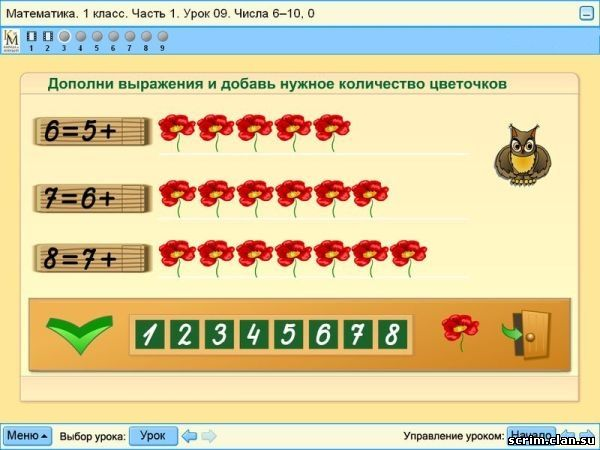 Математика. 1 класс. Часть 1. Урок 09. Числа 6–10, 0
КМ
1 2 3 4 5 6 7 8 9
Дополни выражения и добавь нужное количество цветочков
6=5+
7=6+
8=7+
1 2 3 4 5 6 7 8
Меню Выбор урока: Урок Управление уроком: Начало
scrim.clan.su